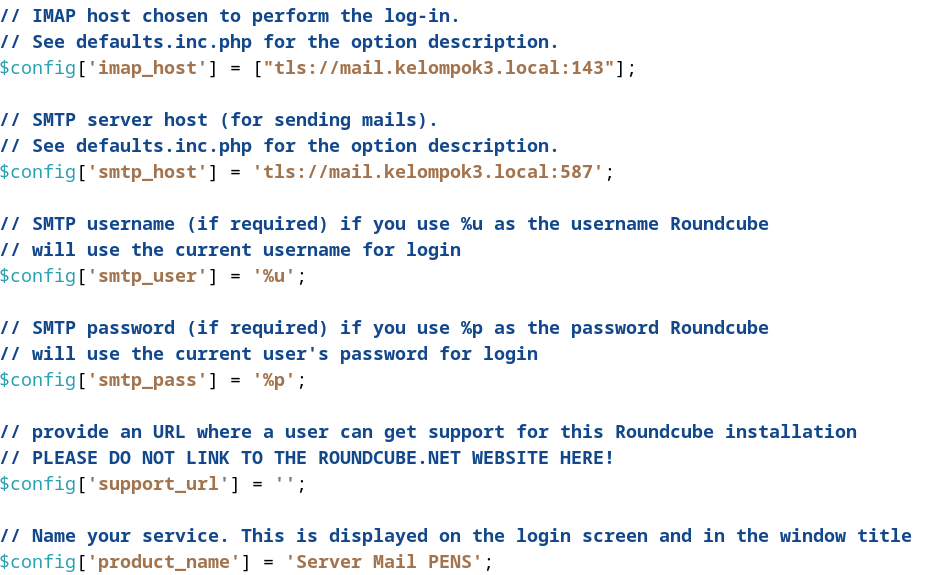 // IMAP host chosen to perform the log-in.
// See defaults.inc.php for the option description.
$config['imap_host'] = ["tls://mail.kelompok3.local:143"];
// SMTP server host (for sending mails).
// See defaults.inc.php for the option description.
$config['smtp_host'] = 'tls://mail.kelompok3.local:587';
// SMTP username (if required) if you use %u as the username Roundcube
// will use the current username for login
$config['smtp_user'] = '%u';
// SMTP password (if required) if you use %p as the password Roundcube
// will use the current user's password for login
$config['smtp_pass'] = '%p';
// provide an URL where a user can get support for this Roundcube installation
// PLEASE DO NOT LINK TO THE ROUNDCUBE.NET WEBSITE HERE!
$config['support_url'] = '';
// Name your service. This is displayed on the login screen and in the window title
$config['product_name'] = 'Server Mail PENS';